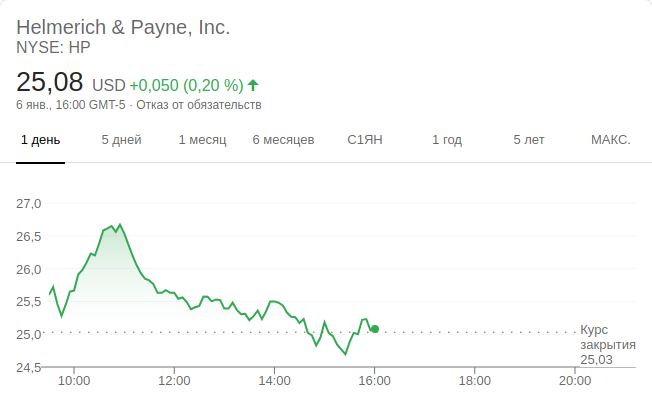 Helmerich & Payne, Inc.
NYSE: HP
25,08 USD +0,050 (0,20 %)
6 янв., 16:00 GMT-5 · Отказ от обязательств
1 день 5 дней 1 месяц 6 месяцев С1ЯН 1 год 5 лет МАКС.
27,0
26,5
26,0
25,5
25,0
24,5
Курс
закрытия
25,03
10:00 12:00 14:00 16:00 18:00 20:00